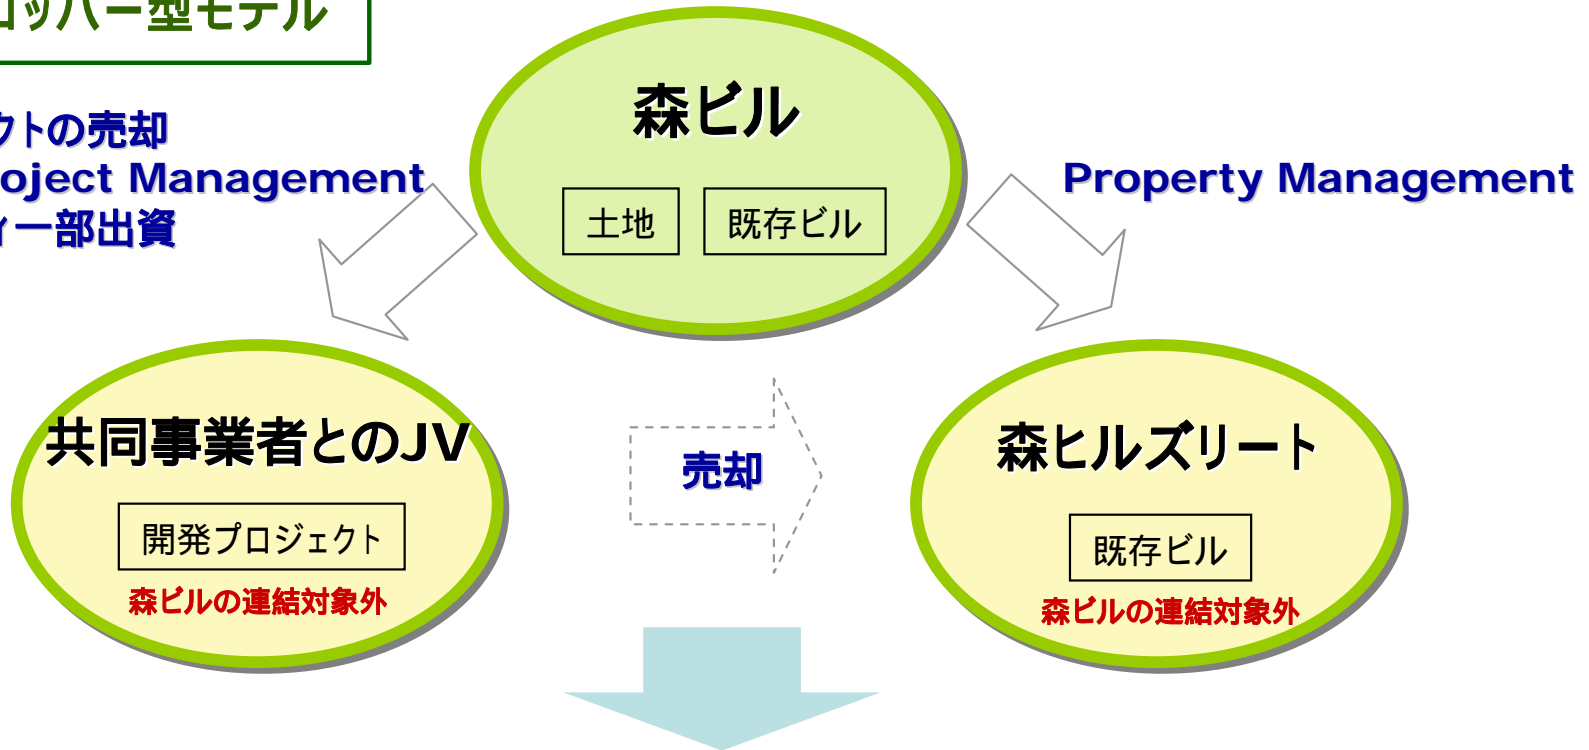 ロッパー型モデル
クトの売却
oject Management
ィ一部出資
森ビル
土地
既存ビル
Property Management
共同事業者とのJV
開発プロジェクト
森ビルの連結対象外
売却
森ヒルズリート
既存ビル
森ビルの連結対象外